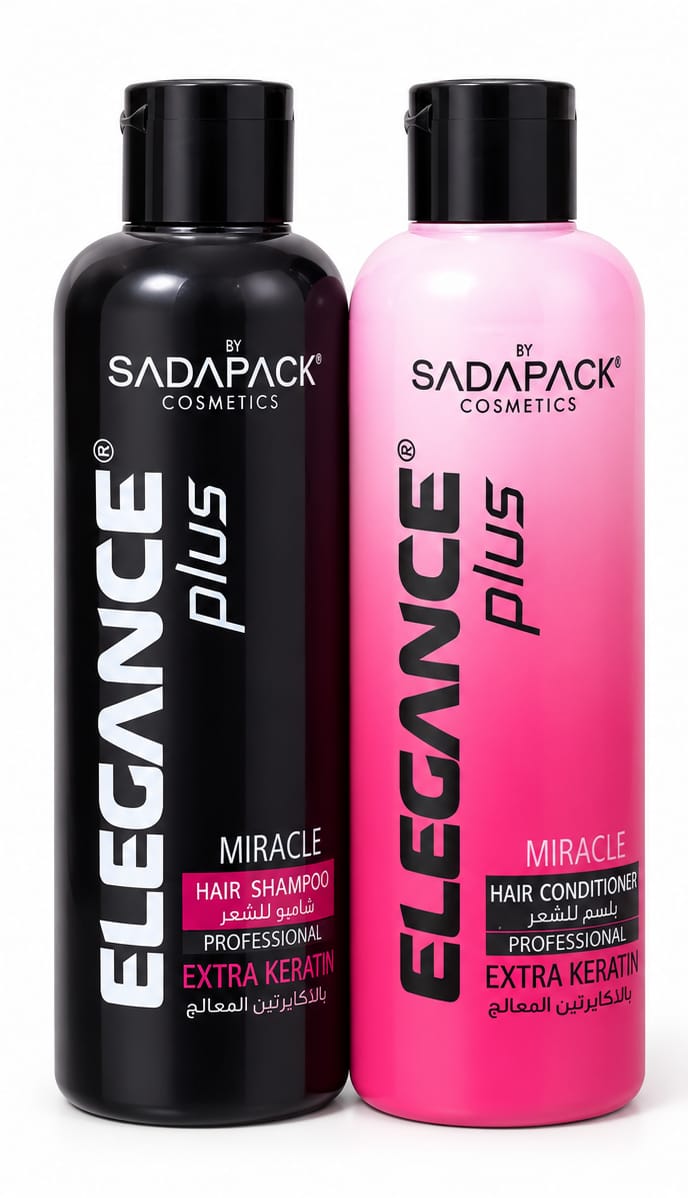 BY
SADAPACK®
COSMETICS
ELEGANCE®
plus
MIRACLE
HAIR SHAMPOO
شامبو للشعر
PROFESSIONAL
EXTRA KERATIN
بالاكايرتين المعالج
BY
SADAPACK®
COSMETICS
ELEGANCE®
plus
MIRACLE
HAIR CONDITIONER
بلسم للشعر
PROFESSIONAL
EXTRA KERATIN
بالاكايرتين المعالج